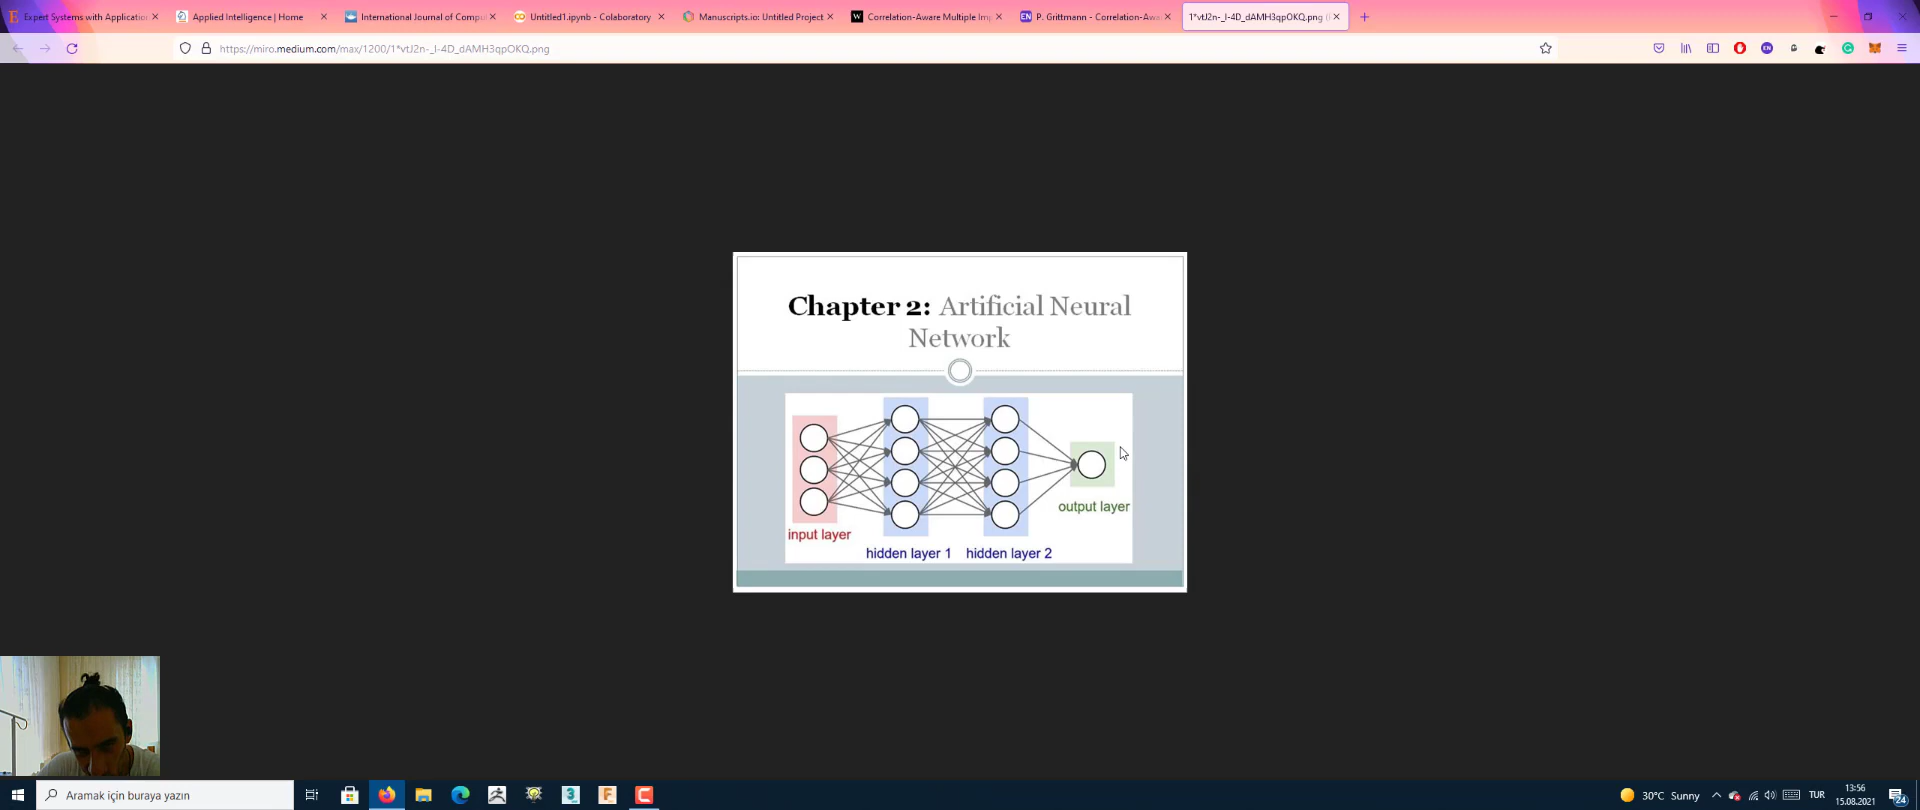 Expert Systems with Application
Applied Intelligence | Home
International Journal of Compu
Untitled1.ipynb - Colaboratory
Manuscripts.io: Untitled Project
Correlation-Aware Multiple Im
P. Grittmann - Correlation-Awa
1*vtJ2n-_I-4D_dAMH3qpOKQ.png (
https://miro.medium.com/max/1200/1*vtJ2n-_I-4D_dAMH3qpOKQ.png
Chapter 2: Artificial Neural
Network
input layer
hidden layer 1
hidden layer 2
output layer
Aramak için buraya yazın
30°C Sunny
TUR
13:56
15.08.2021
24